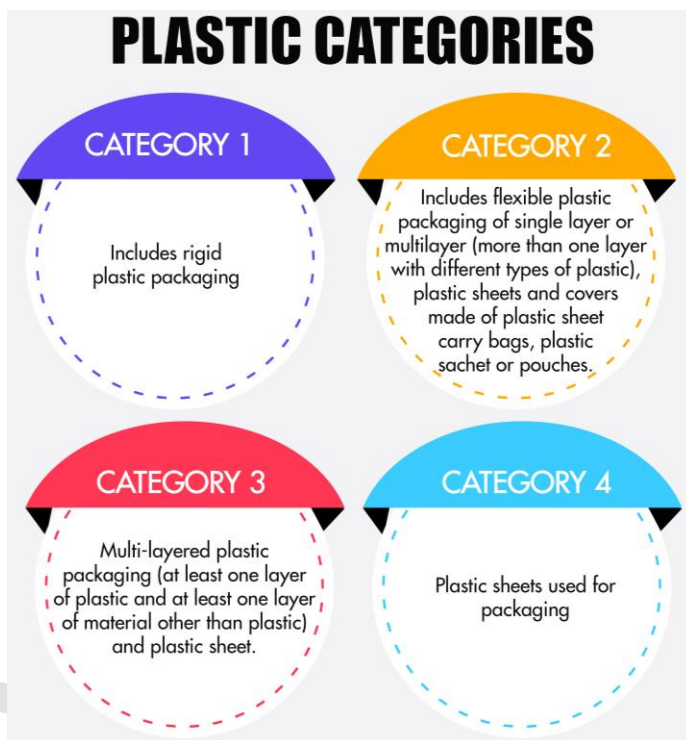 PLASTIC CATEGORIES
CATEGORY 1
Includes rigid
plastic packaging
CATEGORY 2
Includes flexible plastic
packaging of single layer or
multilayer (more than one layer
with different types of plastic),
plastic sheets and covers
made of plastic sheet
carry bags, plastic
sachet or pouches.
CATEGORY 3
Multi-layered plastic
packaging (at least one layer
of plastic and at least one layer
of material other than plastic)
and plastic sheet.
CATEGORY 4
Plastic sheets used for
packaging